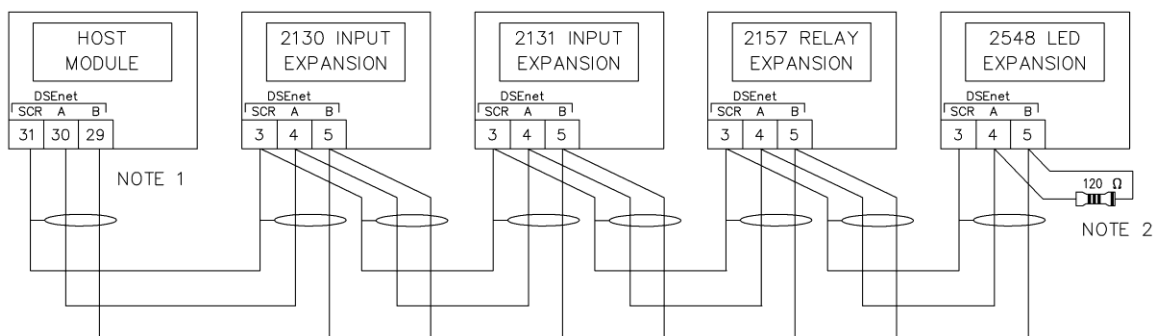 HOST
MODULE
DSEnet
SCR A B
31 30 29
NOTE 1
2130 INPUT
EXPANSION
DSEnet
SCR A B
3 4 5
2131 INPUT
EXPANSION
DSEnet
SCR A B
3 4 5
2157 RELAY
EXPANSION
DSEnet
SCR A B
3 4 5
2548 LED
EXPANSION
DSEnet
SCR A B
3 4 5
120 Ω
NOTE 2